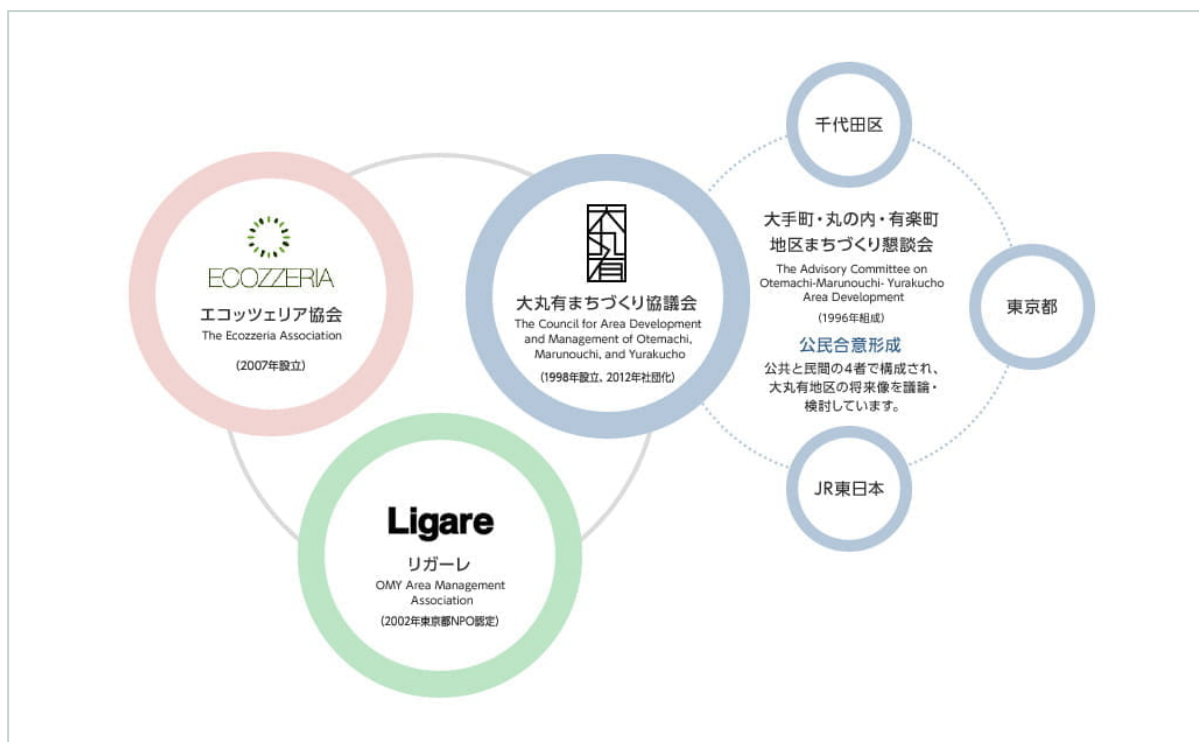 ECOZZERIA
エコッツェリア協会
The Ecozzeria Association
(2007年設立)
大丸有
大丸有まちづくり協議会
The Council for Area Development
and Management of Otemachi,
Marunouchi, and Yurakucho
(1998年設立、2012年社団化)
Ligare
リガーレ
OMY Area Management
Association
(2002年東京都NPO認定)
千代田区
大手町・丸の内・有楽町
地区まちづくり懇談会
The Advisory Committee on
Otemachi-Marunouchi- Yurakucho
Area Development
(1996年組成)
公民合意形成
公共と民間の4者で構成され、
大丸有地区の将来像を議論・
検討しています。
東京都
JR東日本